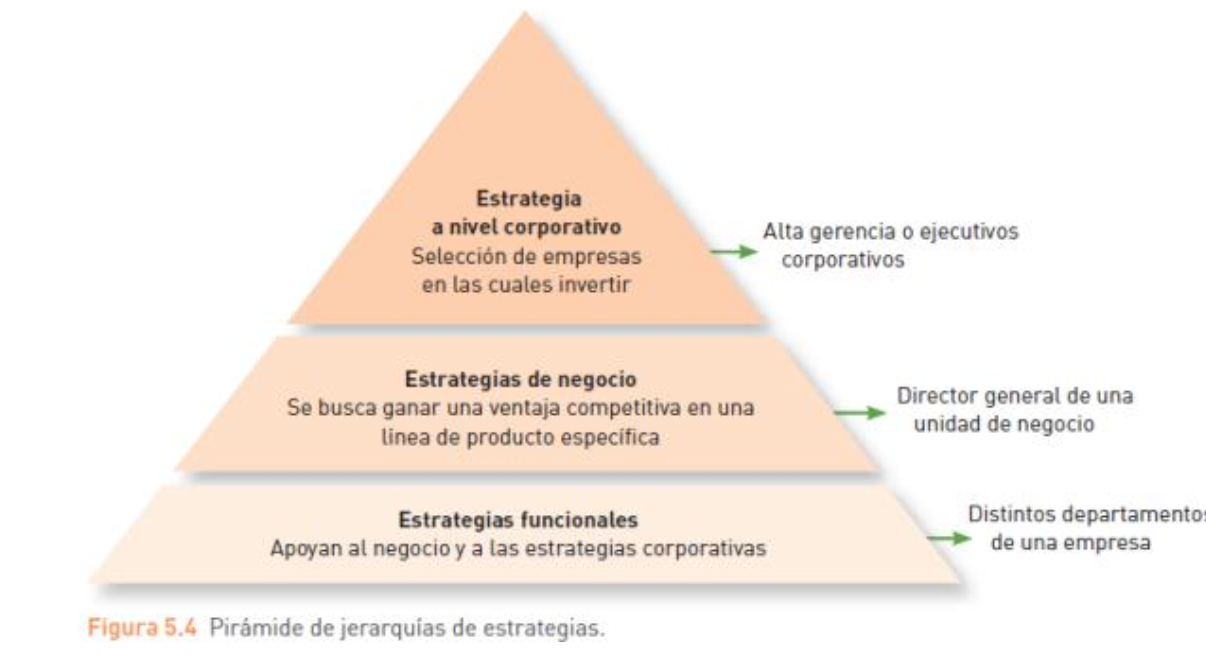 Estrategia
a nivel corporativo
Selección de empresas
en las cuales invertir
Alta gerencia o ejecutivos
corporativos
Estrategias de negocio
Se busca ganar una ventaja competitiva en una
línea de producto específica
Director general de una
unidad de negocio
Estrategias funcionales
Apoyan al negocio y a las estrategias corporativas
Distintos departamentos
de una empresa
Figura 5.4 Pirámide de jerarquías de estrategias.